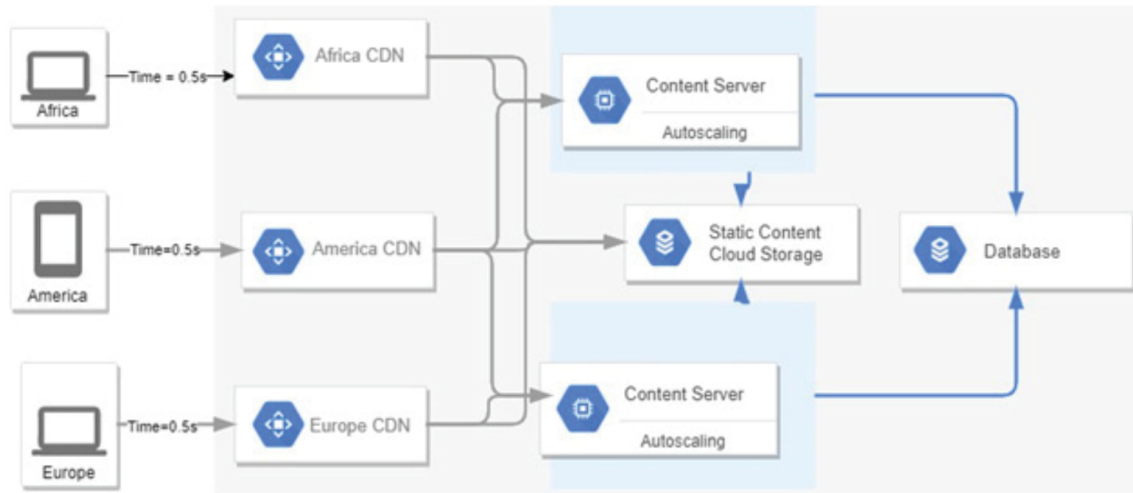 Africa
Time = 0.5s
Africa CDN
Content Server
Autoscaling
America
Time=0.5s
America CDN
Static Content
Cloud Storage
Database
Europe
Time=0.5s
Europe CDN
Content Server
Autoscaling